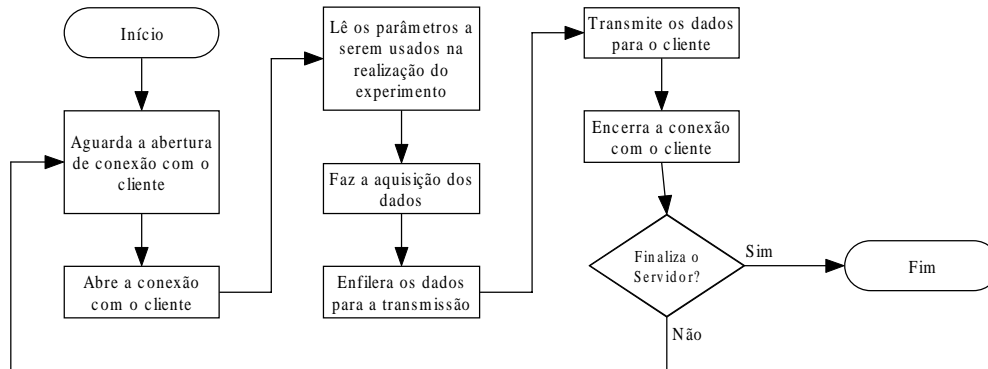 Início
Aguarda a abertura
de conexão com o
cliente
Abre a conexão
com o cliente
Lê os parâmetros a
serem usados na
realização do
experimento
Faz a aquisição dos
dados
Enfilera os dados
para a transmissão
Transmite os dados
para o cliente
Encerra a conexão
com o cliente
Finaliza o
Servidor?
Sim
Fim
Não